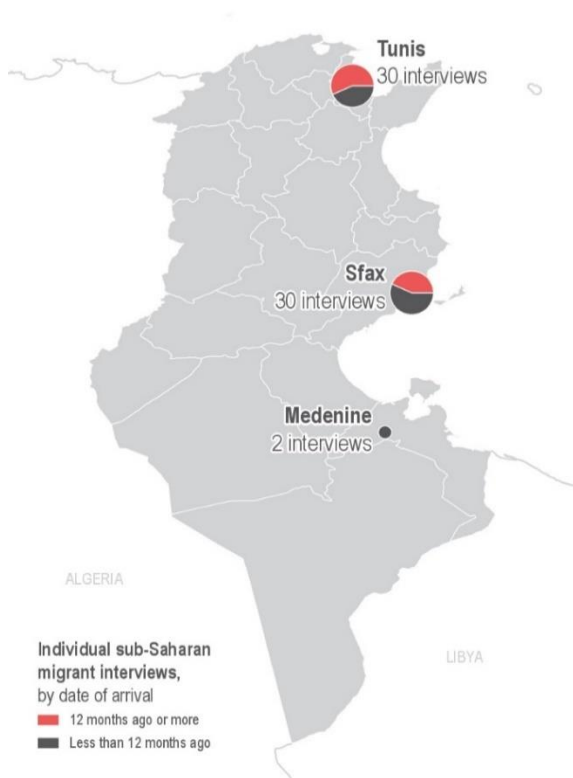 Tunis
30 interviews
Sfax
30 interviews
Medenine
2 interviews
ALGERIA
LIBYA
Individual sub-Saharan
migrant interviews,
by date of arrival
12 months ago or more
Less than 12 months ago